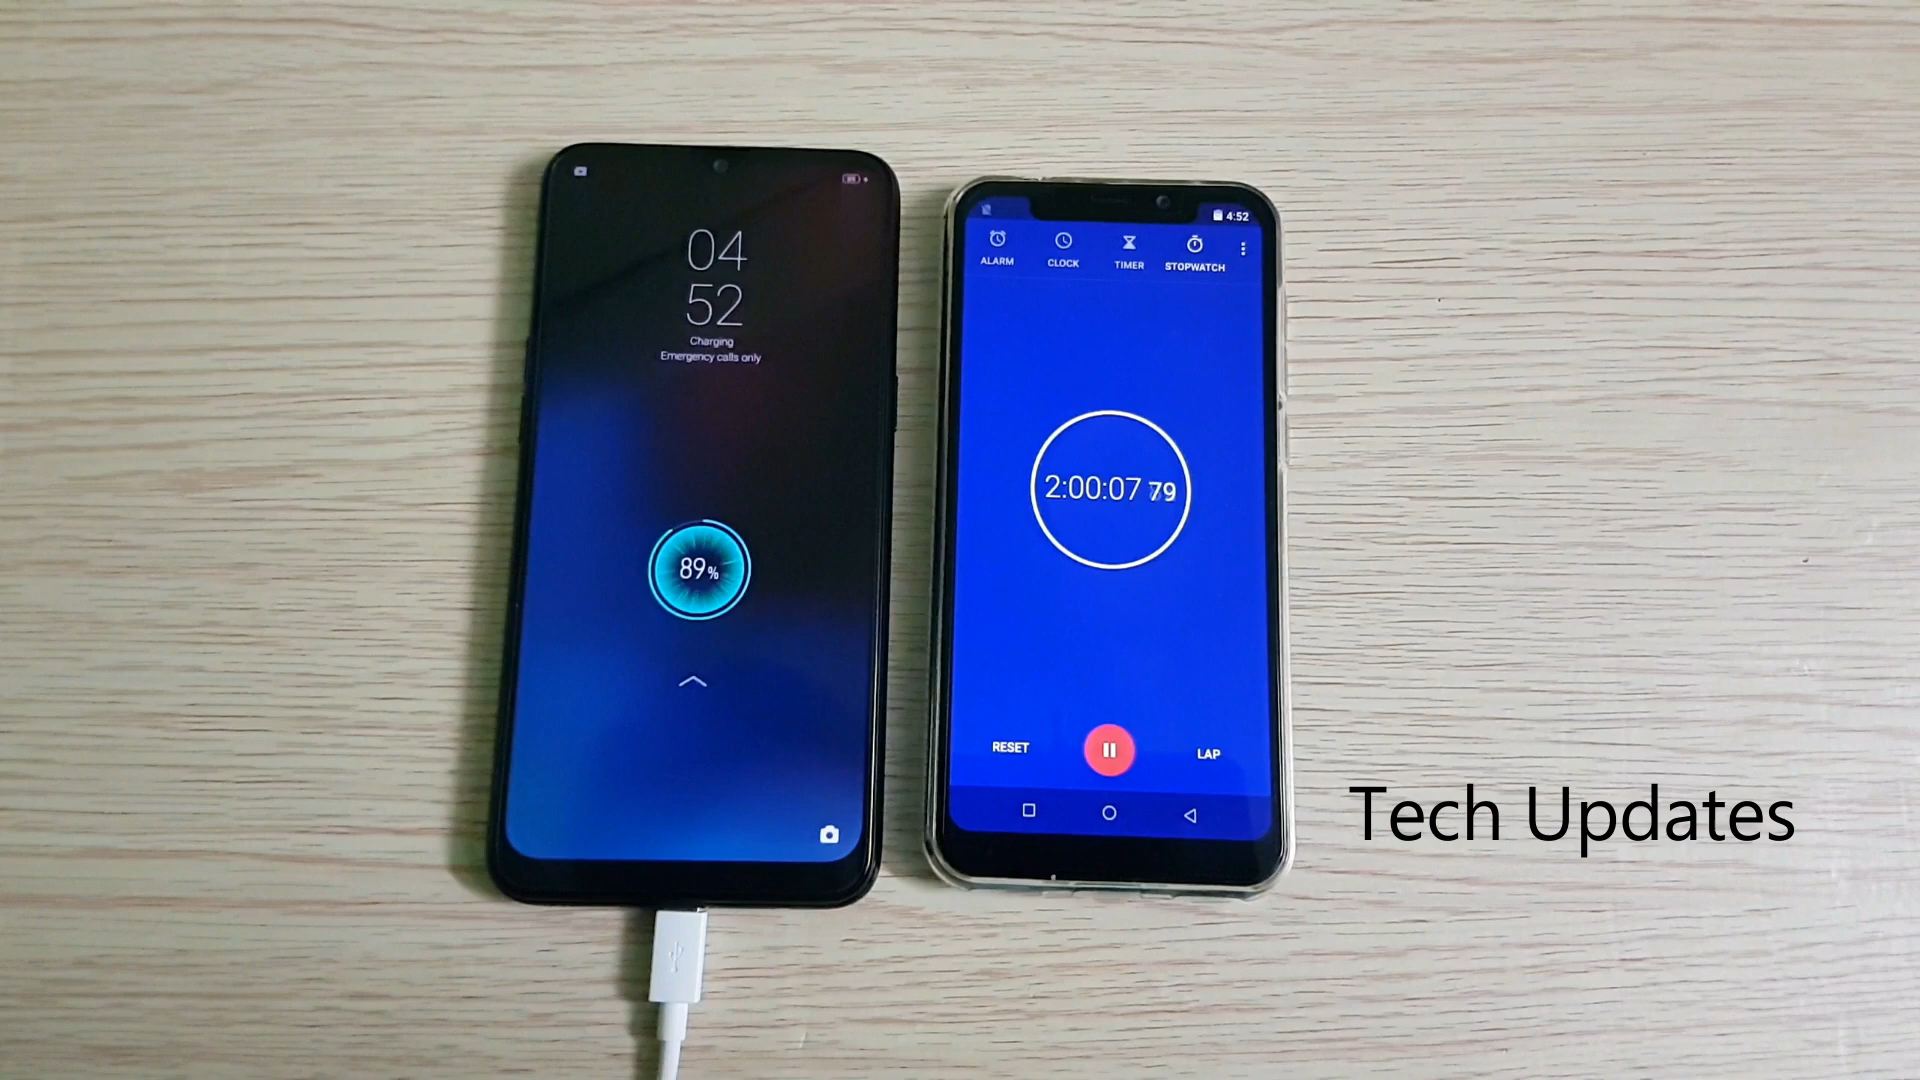 04
52
Charging
Emergency calls only
89%
4:52
ALARM CLOCK TIMER STOPWATCH
2:00:07 79
RESET LAP
Tech Updates